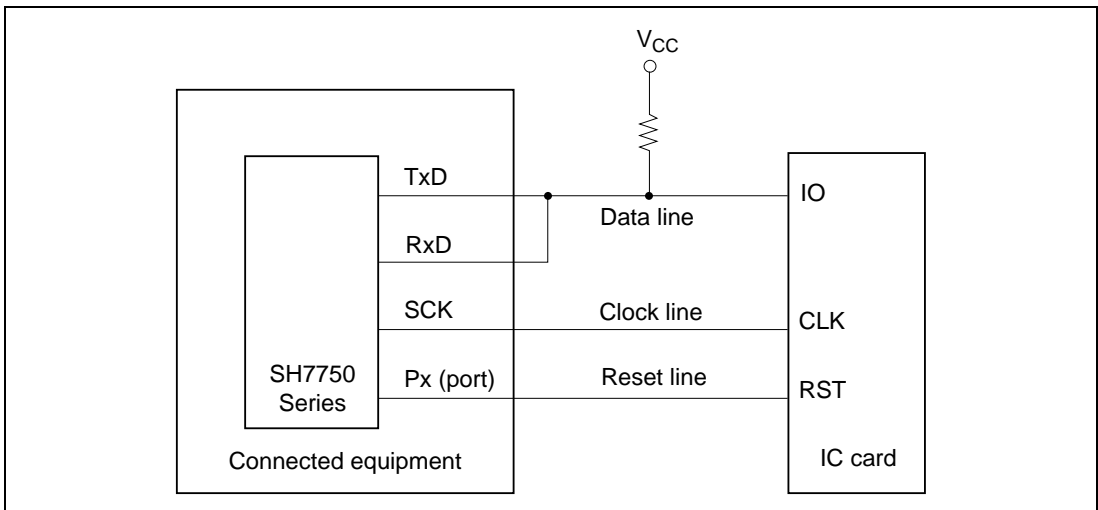 VCC
TxD
IO
Data line
RxD
SCK
Clock line
CLK
SH7750
Series
Px (port)
Reset line
RST
Connected equipment
IC card